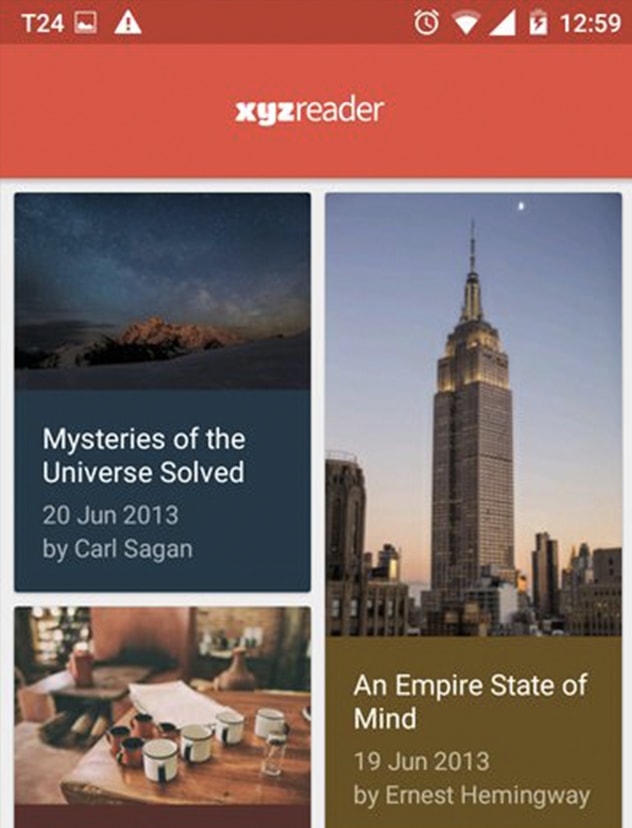 T24 12:59
xyzreader
Mysteries of the
Universe Solved
20 Jun 2013
by Carl Sagan
An Empire State of
Mind
19 Jun 2013
by Ernest Hemingway